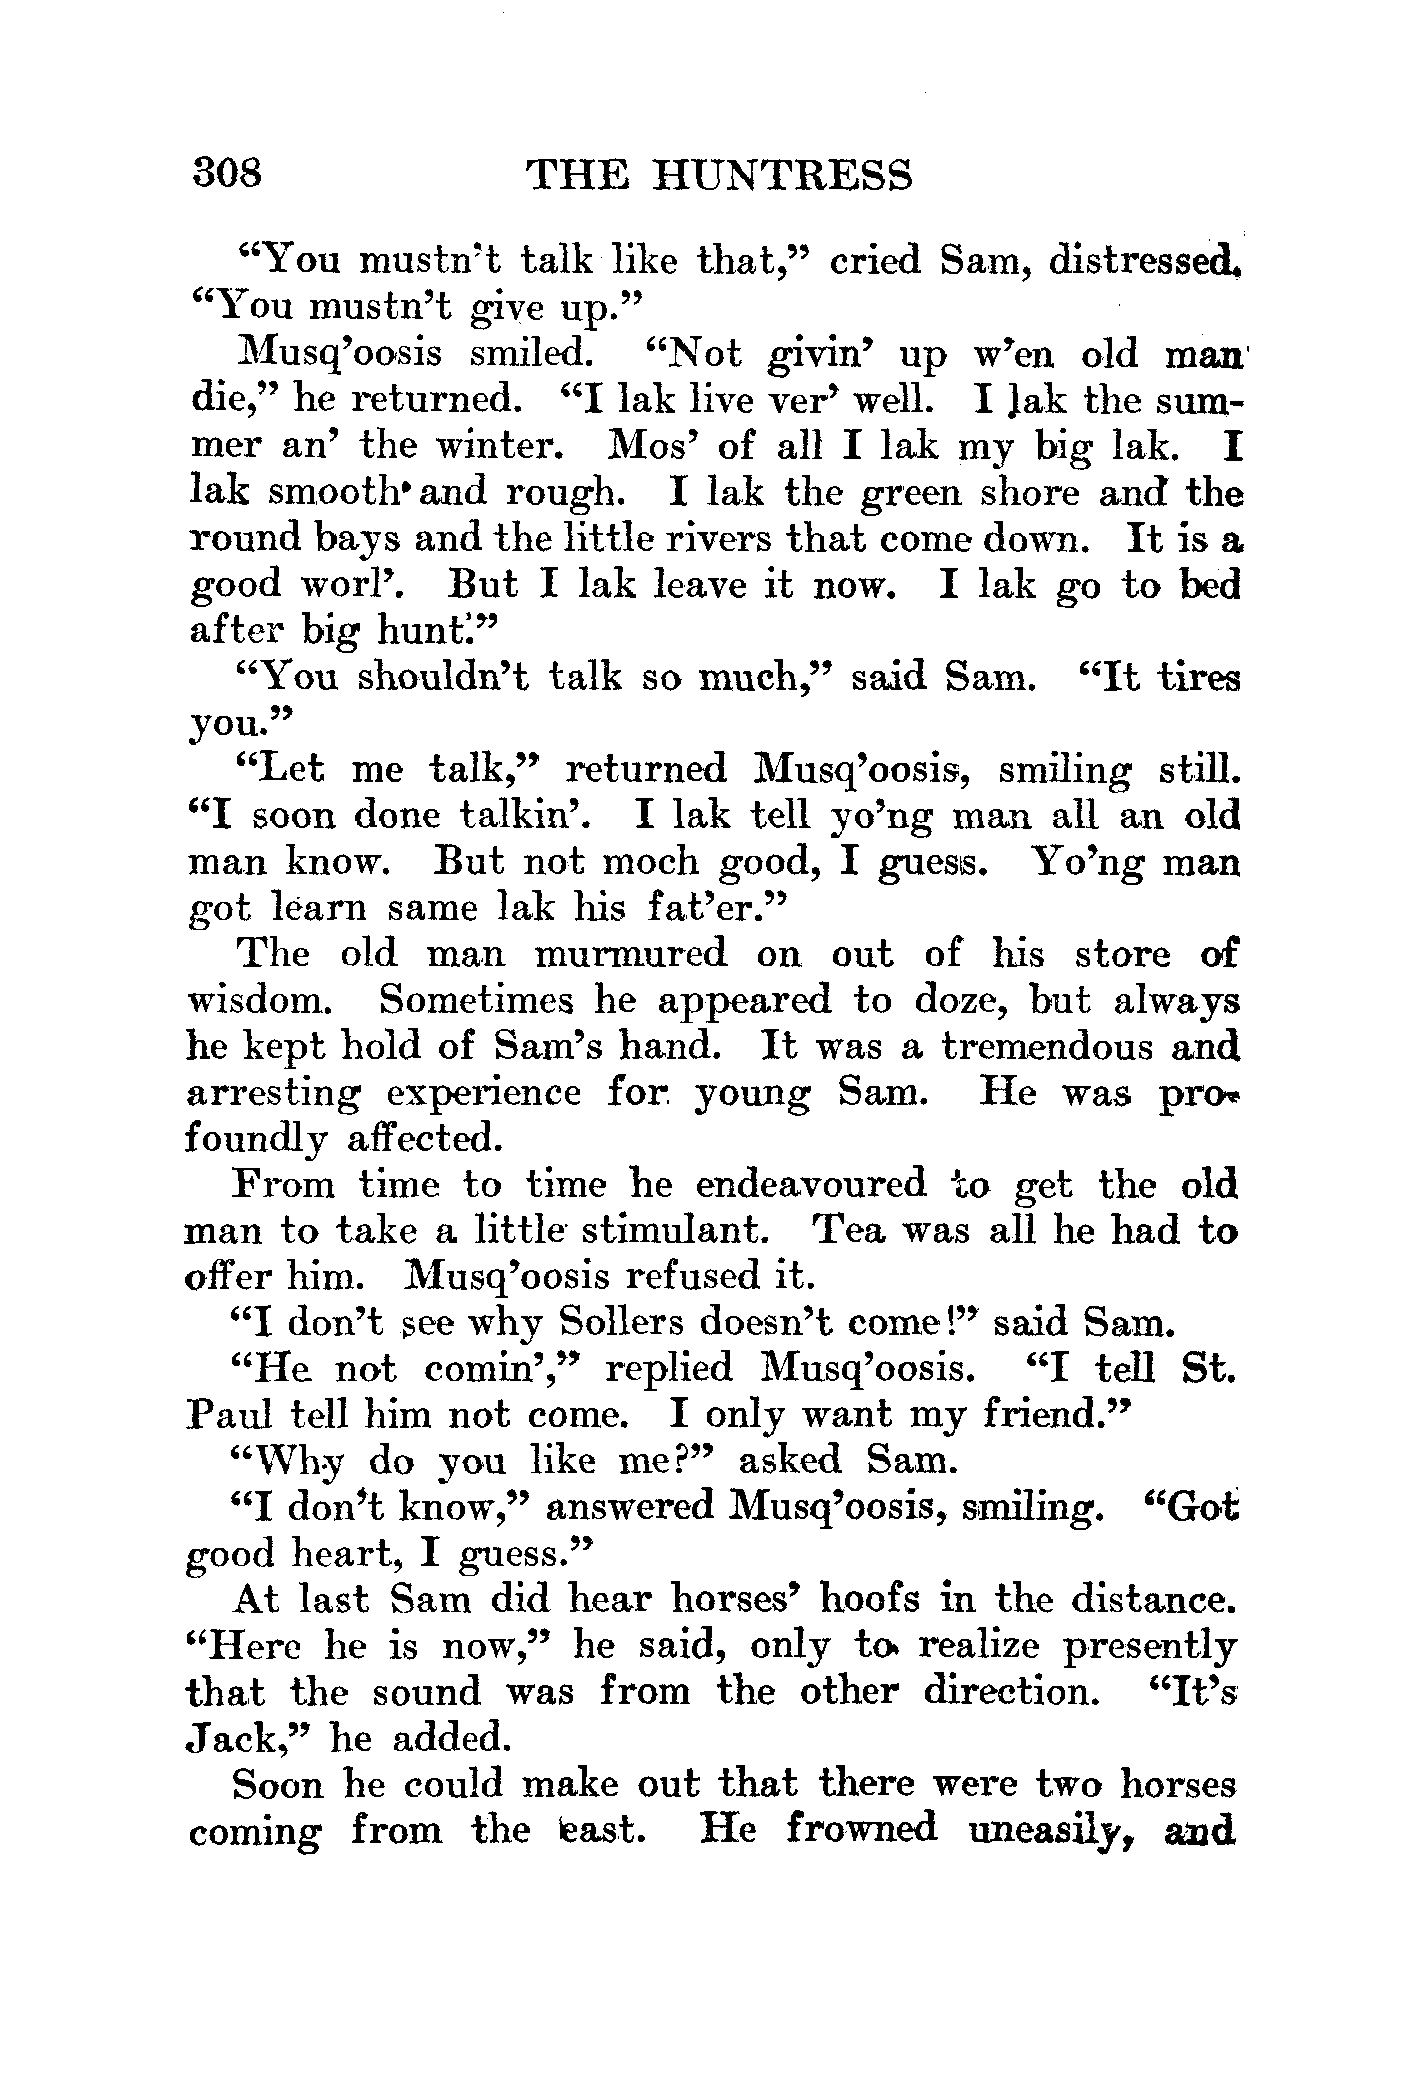 308 THE HUNTRESS
“You mustn’t talk like that,” cried Sam, distressed.
“You mustn’t give up.”
Musq’oosis smiled. “Not givin’ up w’en old man
die,” he returned. “I lak live ver’ well. I lak the sum-
mer an’ the winter. Mos’ of all I lak my big lak. I
lak smooth and rough. I lak the green shore and the
round bays and the little rivers that come down. It is a
good worl’. But I lak leave it now. I lak go to bed
after big hunt.”
“You shouldn’t talk so much,” said Sam. “It tires
you.”
“Let me talk,” returned Musq’oosis, smiling still.
“I soon done talkin’. I lak tell yo’ng man all an old
man know. But not moch good, I guess. Yo’ng man
got learn same lak his fat’er.”
The old man murmured on out of his store of
wisdom. Sometimes he appeared to doze, but always
he kept hold of Sam’s hand. It was a tremendous and
arresting experience for young Sam. He was pro-
foundly affected.
From time to time he endeavoured to get the old
man to take a little stimulant. Tea was all he had to
offer him. Musq’oosis refused it.
“I don’t see why Sollers doesn’t come!” said Sam.
“He not comin’,” replied Musq’oosis. “I tell St.
Paul tell him not come. I only want my friend.”
“Why do you like me?” asked Sam.
“I don’t know,” answered Musq’oosis, smiling. “Got
good heart, I guess.”
At last Sam did hear horses’ hoofs in the distance.
“Here he is now,” he said, only to realize presently
that the sound was from the other direction. “It’s
Jack,” he added.
Soon he could make out that there were two horses
coming from the east. He frowned uneasily, and